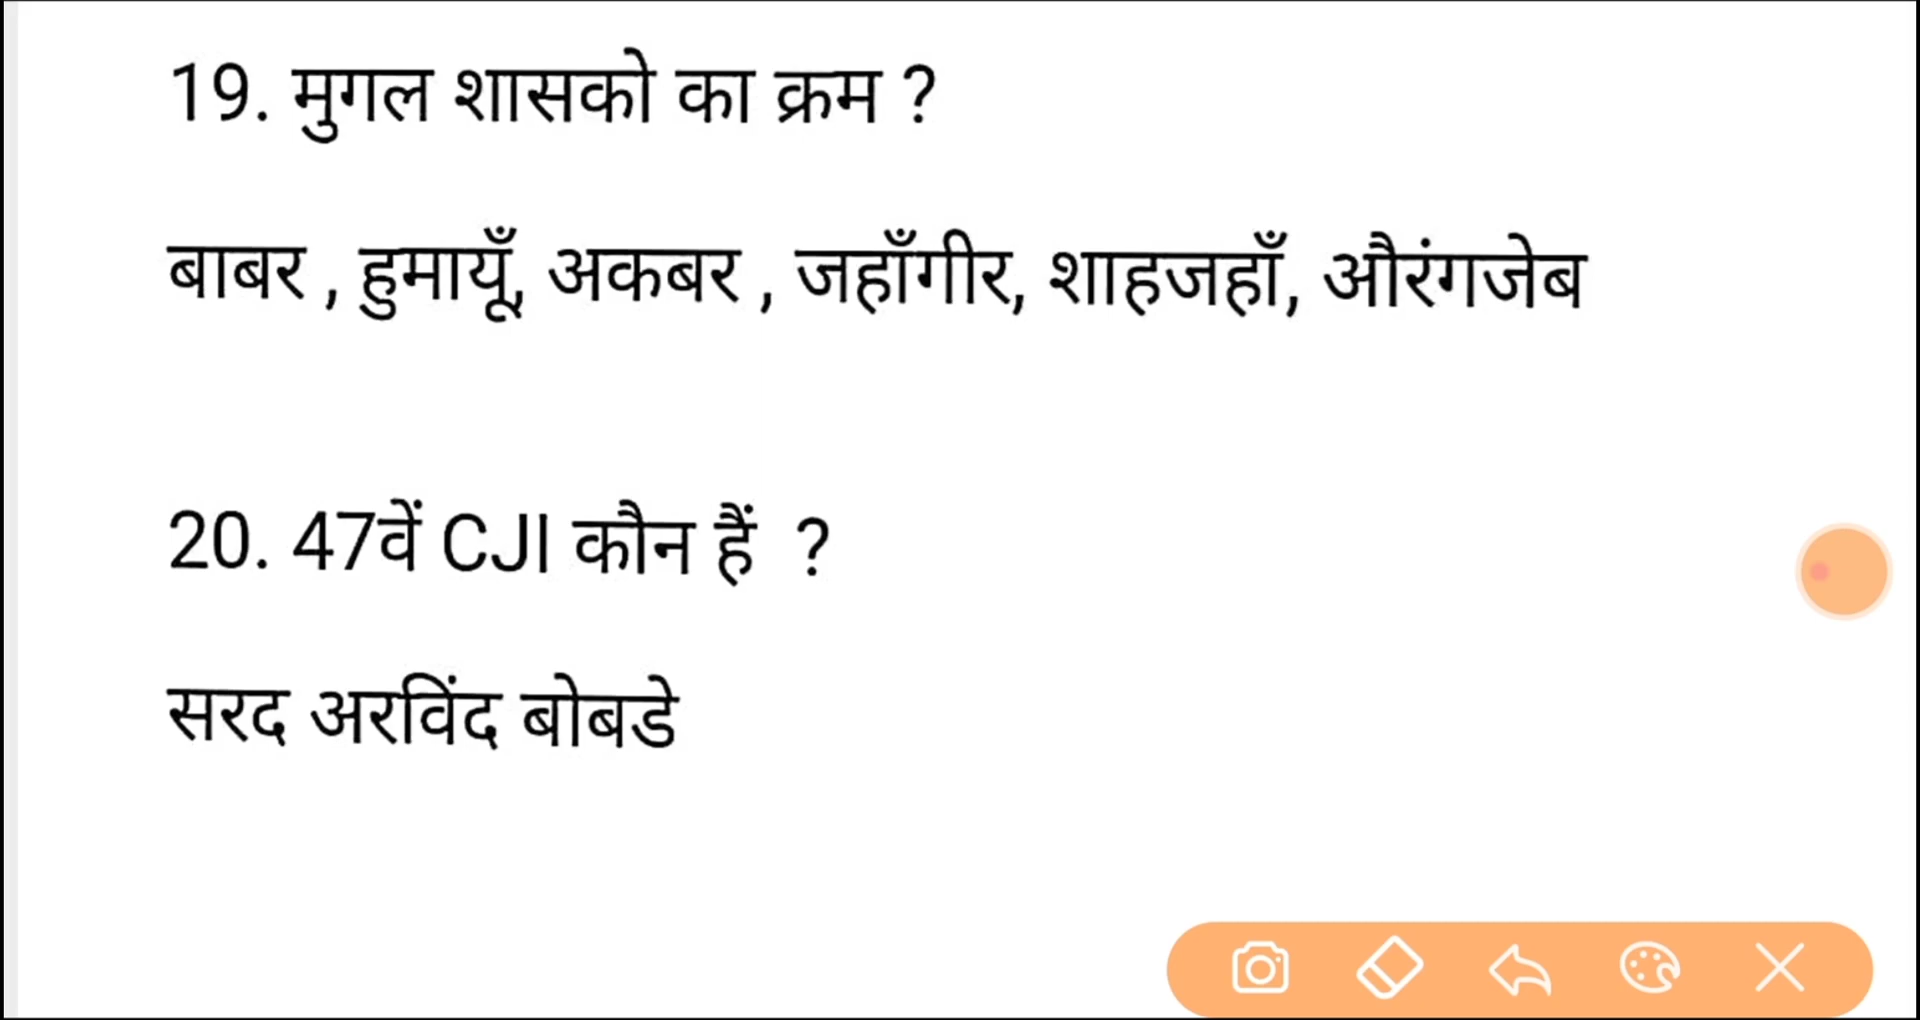 19. मुगल शासको का क्रम ?
बाबर , हुमायूँ, अकबर , जहाँगीर, शाहजहाँ, औरंगजेब
20. 47वें CJI कौन हैं ?
सरद अरविंद बोबडे